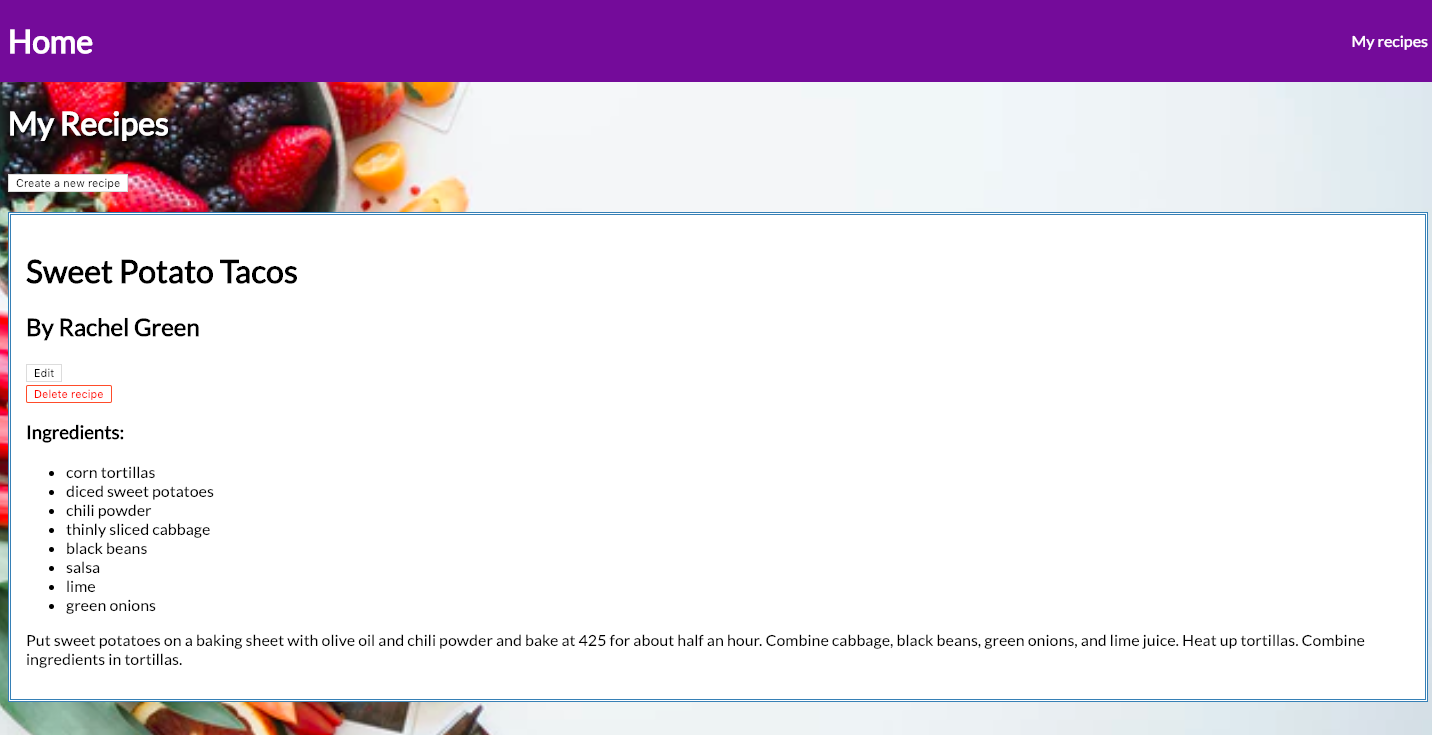 Home
My recipes
My Recipes
Create a new recipe
Sweet Potato Tacos
By Rachel Green
Edit
Delete recipe
Ingredients:
corn tortillas
diced sweet potatoes
chili powder
thinly sliced cabbage
black beans
salsa
lime
green onions
Put sweet potatoes on a baking sheet with olive oil and chili powder and bake at 425 for about half an hour. Combine cabbage, black beans, green onions, and lime juice. Heat up tortillas. Combine
ingredients in tortillas.